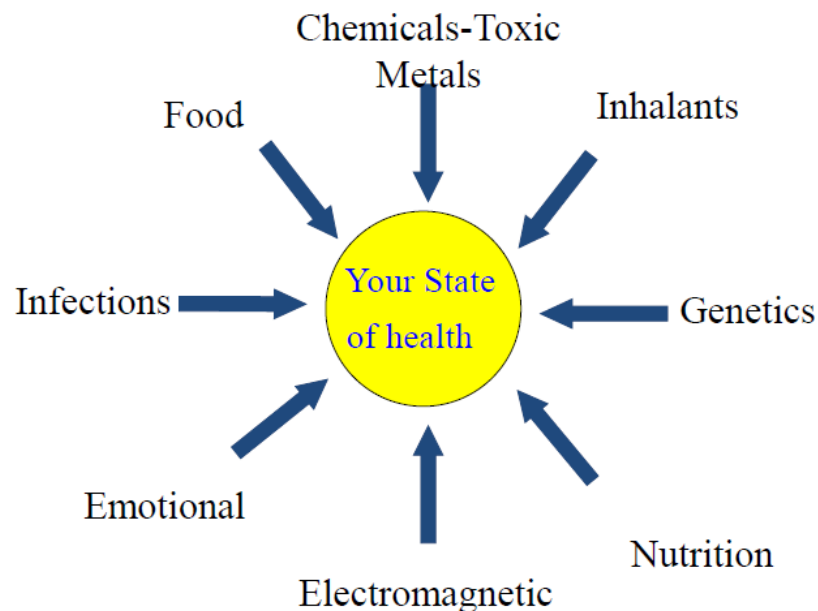 Chemicals-Toxic
Metals
Food
Inhalants
Your State
of health
Infections
Genetics
Emotional
Nutrition
Electromagnetic